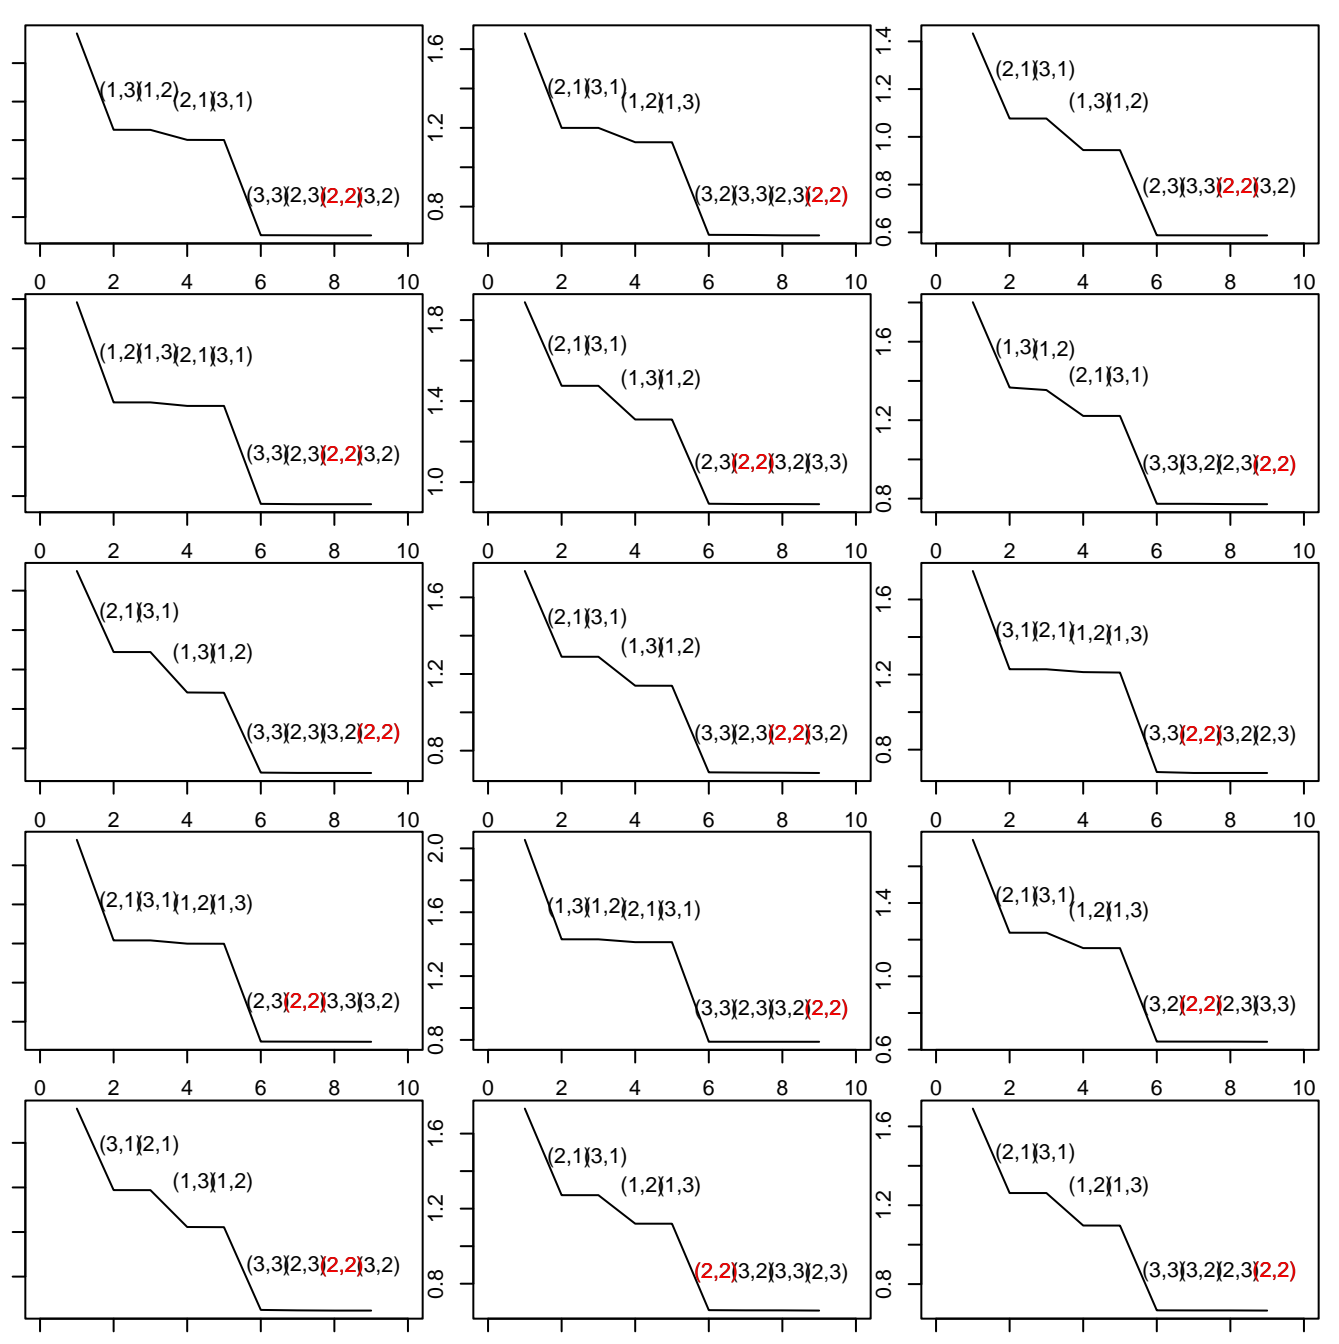 1.6 1.2 0.8
1.4 1.2 1.0 0.8 0.6
(1,3)(1,2)(2,1)(3,1)
(3,3)(2,3)(2,2)(3,2)
(2,1)(3,1)(1,2)(1,3)
(3,2)(3,3)(2,3)(2,2)
(2,1)(3,1)
(1,3)(1,2)
(2,3)(3,3)(2,2)(3,2)
0 2 4 6 8 10 0 2 4 6 8 10 0 2 4 6 8 10
1.8 1.4 1.0
1.6 1.2 0.8
(1,2)(1,3)(2,1)(3,1)
(3,3)(2,3)(2,2)(3,2)
(2,1)(3,1)
(1,3)(1,2)
(2,3)(2,2)(3,2)(3,3)
(1,3)(1,2)
(2,1)(3,1)
(3,3)(3,2)(2,3)(2,2)
0 2 4 6 8 10 0 2 4 6 8 10 0 2 4 6 8 10
1.6 1.2 0.8
1.6 1.2 0.8
(2,1)(3,1)
(1,3)(1,2)
(3,3)(2,3)(3,2)(2,2)
(2,1)(3,1)
(1,3)(1,2)
(3,3)(2,3)(2,2)(3,2)
(3,1)(2,1)(1,2)(1,3)
(3,3)(2,2)(3,2)(2,3)
0 2 4 6 8 10 0 2 4 6 8 10 0 2 4 6 8 10
2.0 1.6 1.2 0.8
1.4 1.0 0.6
(2,1)(3,1)(1,2)(1,3)
(2,3)(2,2)(3,3)(3,2)
(1,3)(1,2)(2,1)(3,1)
(3,3)(2,3)(3,2)(2,2)
(2,1)(3,1)(1,2)(1,3)
(3,2)(2,2)(2,3)(3,3)
0 2 4 6 8 10 0 2 4 6 8 10 0 2 4 6 8 10
1.6 1.2 0.8
1.6 1.2 0.8
(3,1)(2,1)
(1,3)(1,2)
(3,3)(2,3)(2,2)(3,2)
(2,1)(3,1)
(1,2)(1,3)
(2,2)(3,2)(3,3)(2,3)
(2,1)(3,1)
(1,2)(1,3)
(3,3)(3,2)(2,3)(2,2)